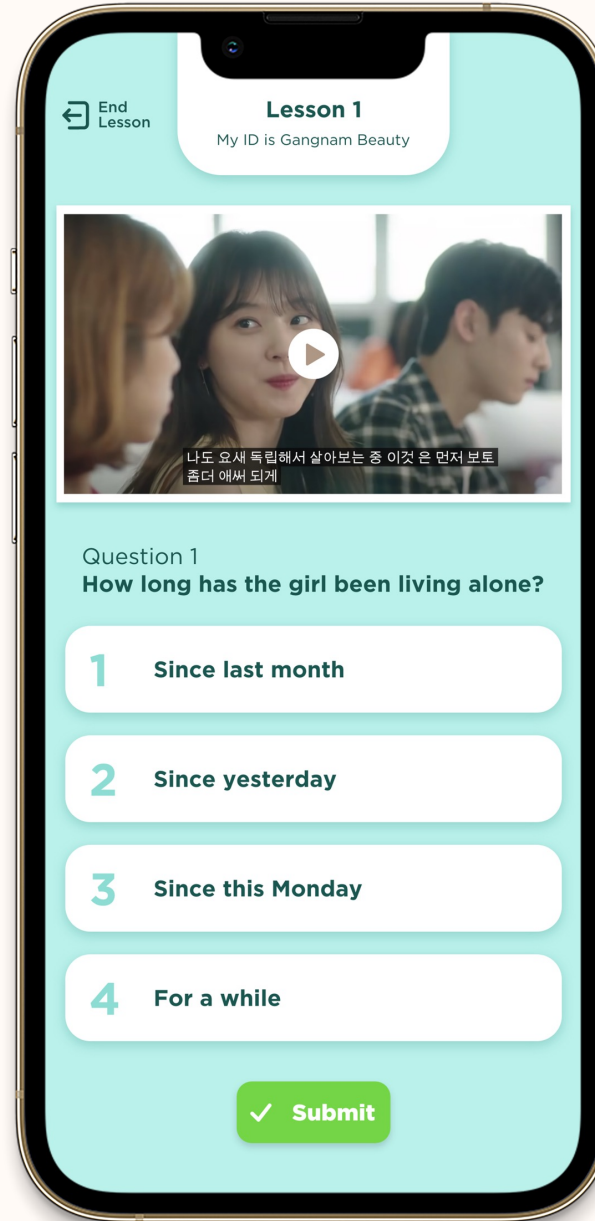 End
Lesson
Lesson 1
My ID is Gangnam Beauty
나도 요새 독립해서 살아보는 중 이것 은 먼저 보토
좀더 애써 되게
Question 1
How long has the girl been living alone?
1 Since last month
2 Since yesterday
3 Since this Monday
4 For a while
Submit